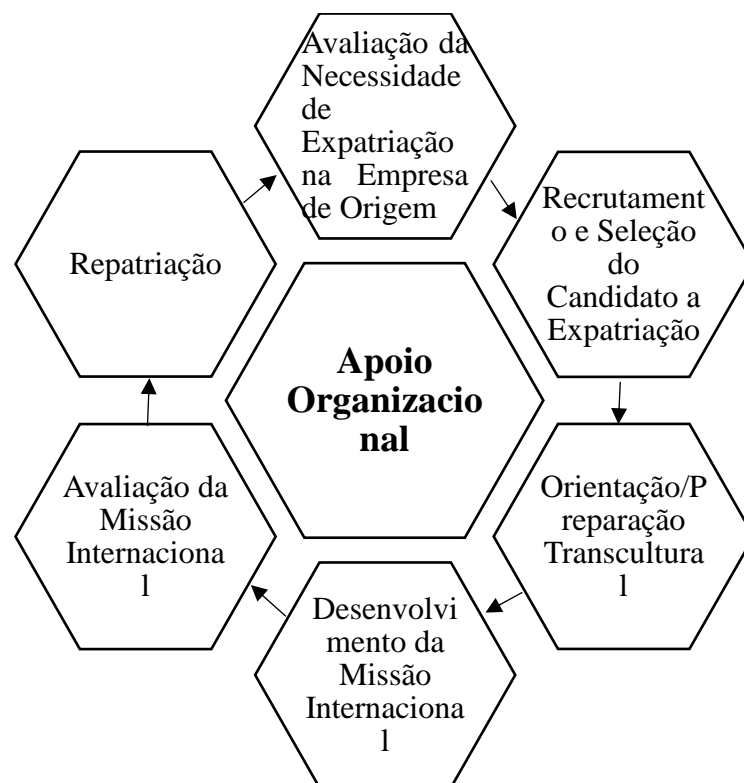 Avaliação da
Necessidade
de
Expatriação
na Empresa
de Origem
Recrutament
o e Seleção
do
Candidato a
Expatriação
Orientação/P
reparação
Transcultura
l
Desenvolvi
mento da
Missão
Internaciona
l
Avaliação da
Missão
Internaciona
l
Repatriação
Apoio
Organizacio
nal